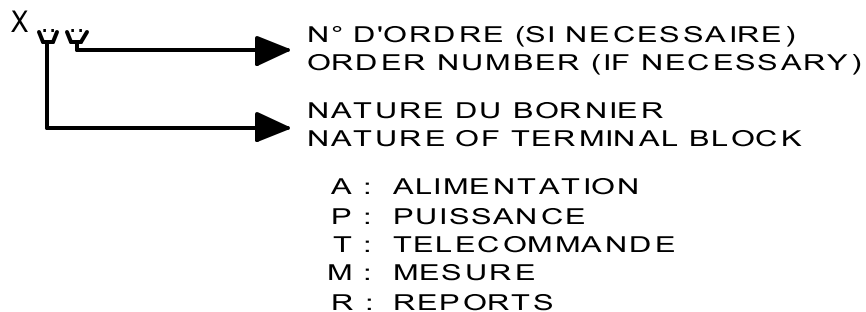 X
N° D'ORDRE (SI NECESSAIRE)
ORDER NUMBER (IF NECESSARY)
NATURE DU BORNIER
NATURE OF TERMINAL BLOCK
A : ALIMENTATION
P : PUISSANCE
T : TELECOMMANDE
M : MESURE
R : REPORTS